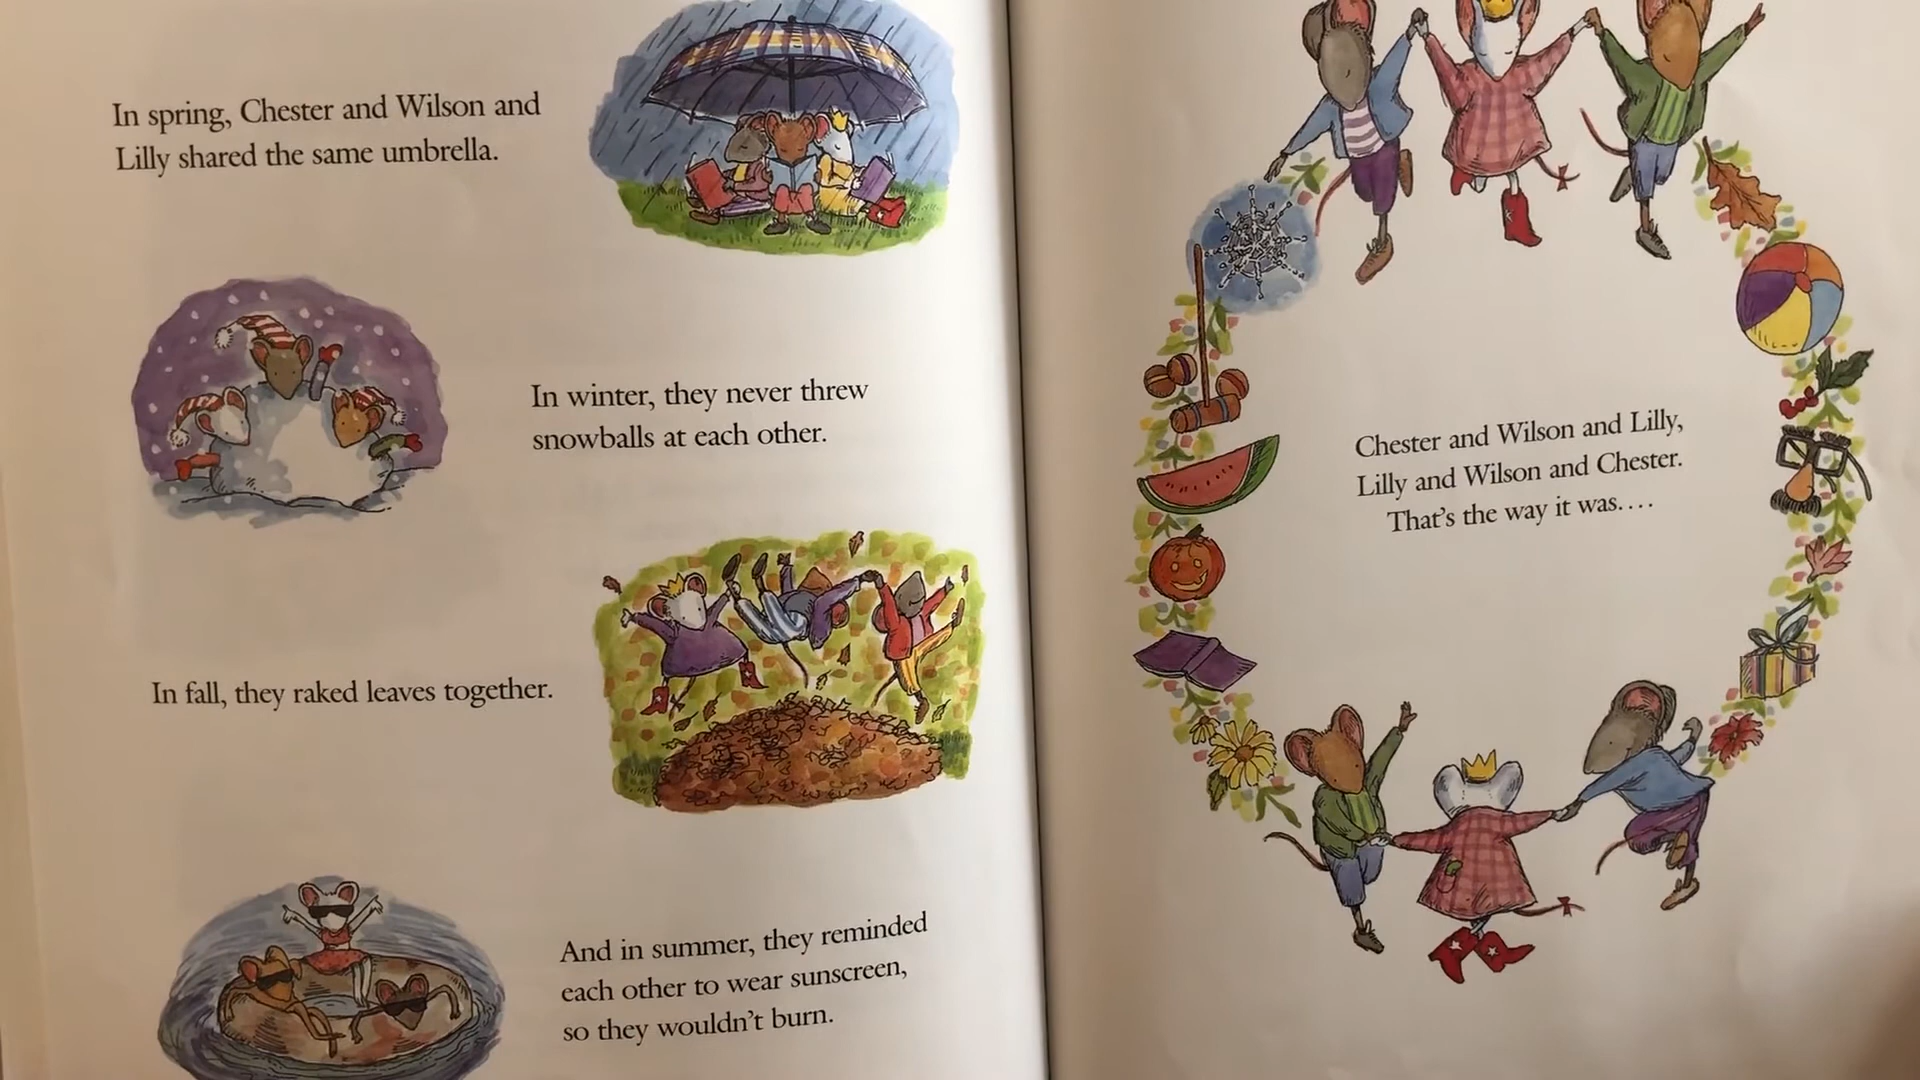 In spring, Chester and Wilson and
Lilly shared the same umbrella.
In winter, they never threw
snowballs at each other.
In fall, they raked leaves together.
And in summer, they reminded
each other to wear sunscreen,
so they wouldn't burn.
Chester and Wilson and Lilly,
Lilly and Wilson and Chester.
That's the way it was....